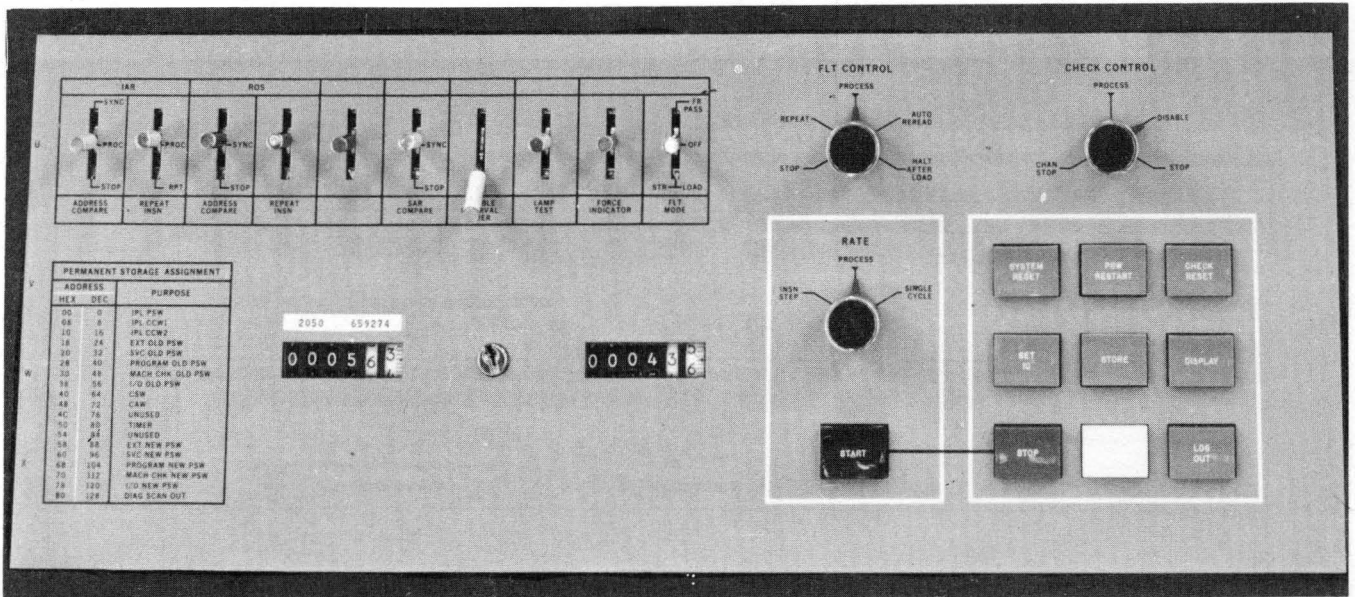 IAR ROS
SYNC FR
PASS
PROC PROC SYNC SYNC OFF
STOP RPT STOP STOP STR LOAD
ADDRESS
COMPARE
REPEAT
INSN
ADDRESS
COMPARE
REPEAT
INSN
SAR
COMPARE
LAMP
TEST
FORCE
INDICATOR
FLT
MODE
FLT CONTROL
PROCESS
REPEAT
AUTO
REREAD
STOP
HALT
AFTER
LOAD
CHECK CONTROL
PROCESS
DISABLE
CHAN
STOP
STOP
U
V
W
X
PERMANENT STORAGE ASSIGNMENT
ADDRESS PURPOSE
HEX DEC
00 0 IPL PSW
08 8 IPL CCW1
10 16 IPL CCW2
18 24 EXT OLD PSW
20 32 SVC OLD PSW
28 40 PROGRAM OLD PSW
30 48 MACH CHK OLD PSW
38 56 I/O OLD PSW
40 64 CSW
48 72 CAW
4C 76 UNUSED
50 80 TIMER
54 84 UNUSED
58 88 EXT NEW PSW
60 96 SVC NEW PSW
68 104 PROGRAM NEW PSW
70 112 MACH CHK NEW PSW
78 120 I/O NEW PSW
80 128 DIAG SCAN OUT
2050 659274
0005 6
0004 3
RATE
PROCESS
INSN
STEP
SINGLE
CYCLE
START
SYSTEM
RESET
PSW
RESTART
CHECK
RESET
SET
IC
STORE
DISPLAY
STOP
LOG
OUT